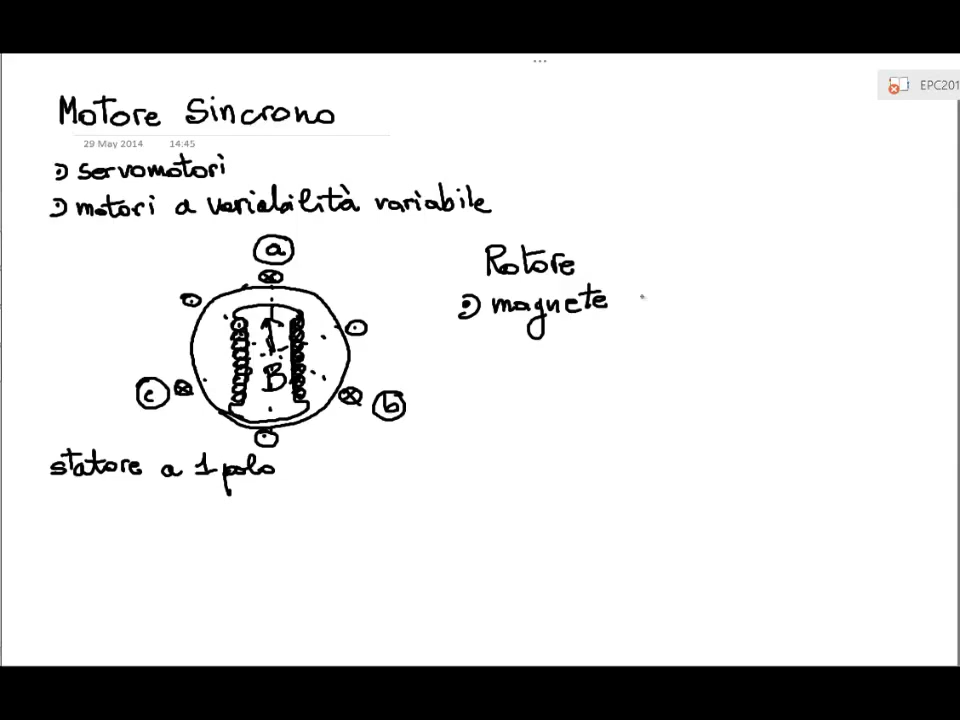 EPC201
Motore Sincrono
29 May 2014 14:45
servomotori
motori a variabilità variabile
a
Rotore
magnete
B
c
b
statore a 1 polo